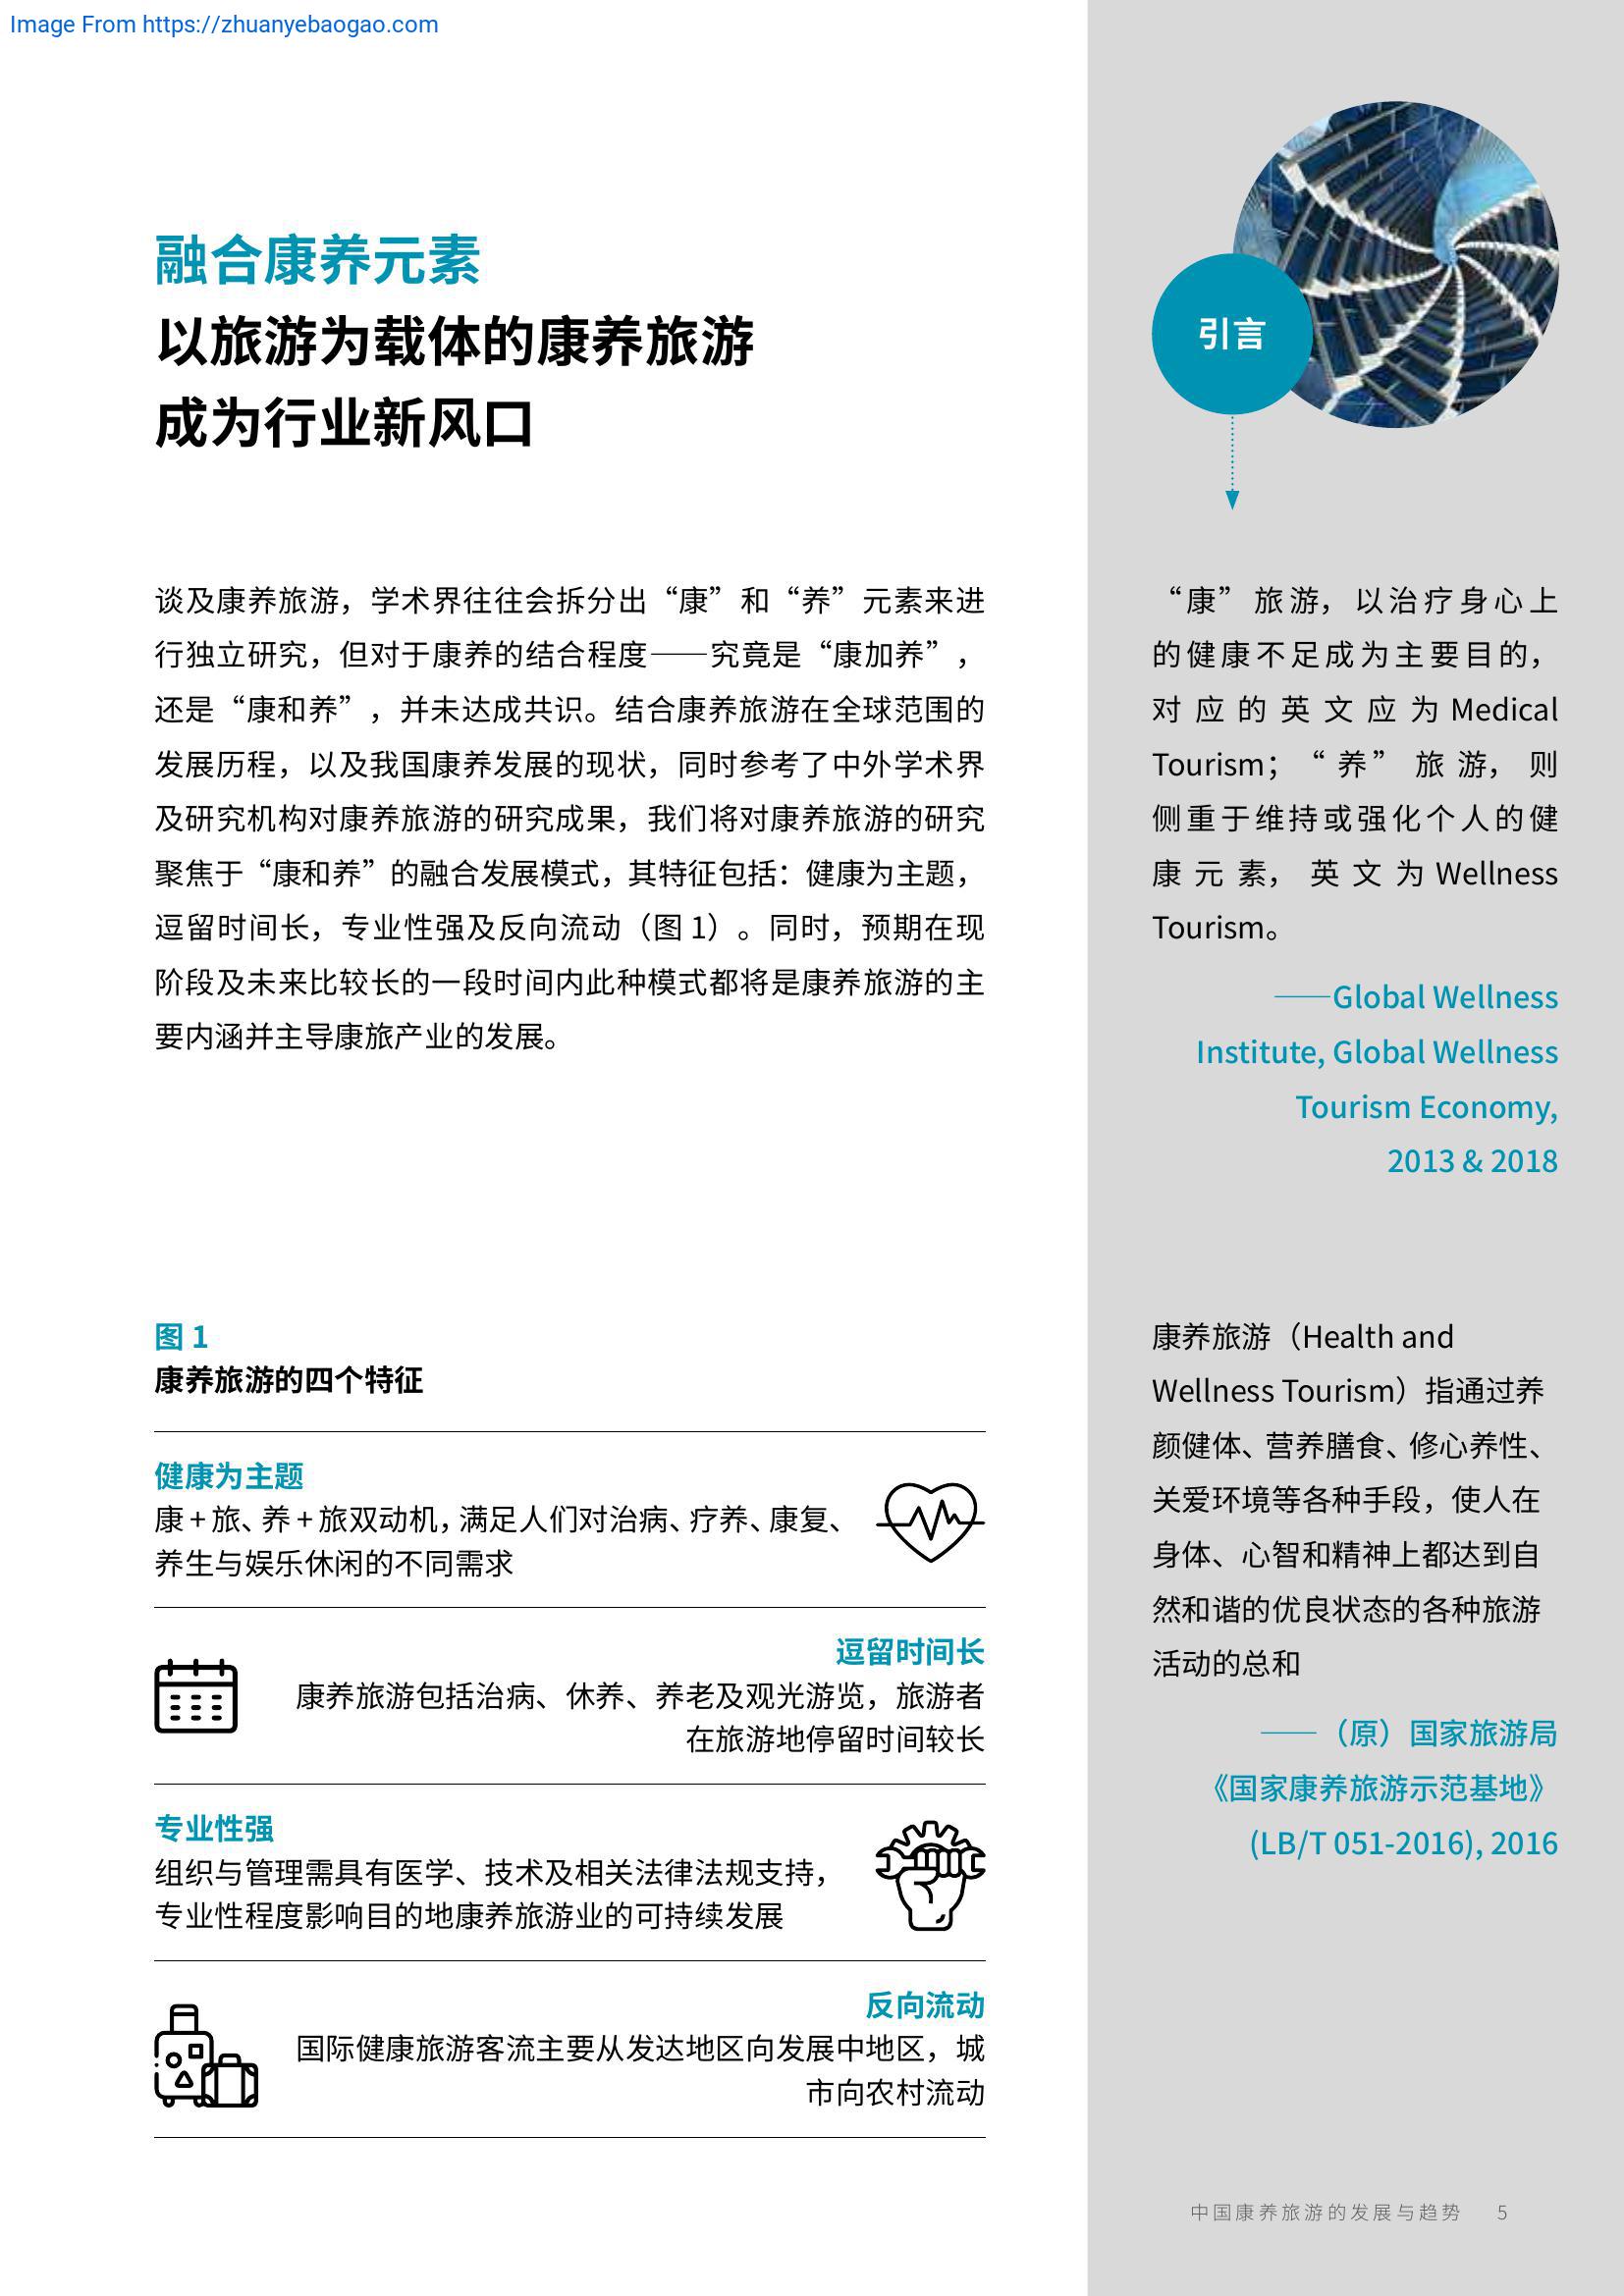 Image From https://zhuanyebaogao.com
融合康养元素
以旅游为载体的康养旅游
成为行业新风口
谈及康养旅游，学术界往往会拆分出“康”和“养”元素来进
行独立研究，但对于康养的结合程度——究竟是“康加养”，
还是“康和养”，并未达成共识。结合康养旅游在全球范围的
发展历程，以及我国康养发展的现状，同时参考了中外学术界
及研究机构对康养旅游的研究成果，我们将对康养旅游的研究
聚焦于“康和养”的融合发展模式，其特征包括：健康为主题，
逗留时间长，专业性强及反向流动（图 1）。同时，预期在现
阶段及未来比较长的一段时间内此种模式都将是康养旅游的主
要内涵并主导康旅产业的发展。
图 1
康养旅游的四个特征
健康为主题
康 + 旅、养 + 旅双动机，满足人们对治病、疗养、康复、
养生与娱乐休闲的不同需求
逗留时间长
康养旅游包括治病、休养、养老及观光游览，旅游者
在旅游地停留时间较长
专业性强
组织与管理需具有医学、技术及相关法律法规支持，
专业性程度影响目的地康养旅游业的可持续发展
反向流动
国际健康旅游客流主要从发达地区向发展中地区，城
市向农村流动
引言
“康”旅游，以治疗身心上
的健康不足成为主要目的，
对应的英文应为 Medical
Tourism；“养”旅游，则
侧重于维持或强化个人的健
康元素，英文为 Wellness
Tourism。
——Global Wellness
Institute, Global Wellness
Tourism Economy,
2013 & 2018
康养旅游（Health and
Wellness Tourism）指通过养
颜健体、营养膳食、修心养性、
关爱环境等各种手段，使人在
身体、心智和精神上都达到自
然和谐的优良状态的各种旅游
活动的总和
——（原）国家旅游局
《国家康养旅游示范基地》
(LB/T 051-2016), 2016
中国康养旅游的发展与趋势 5